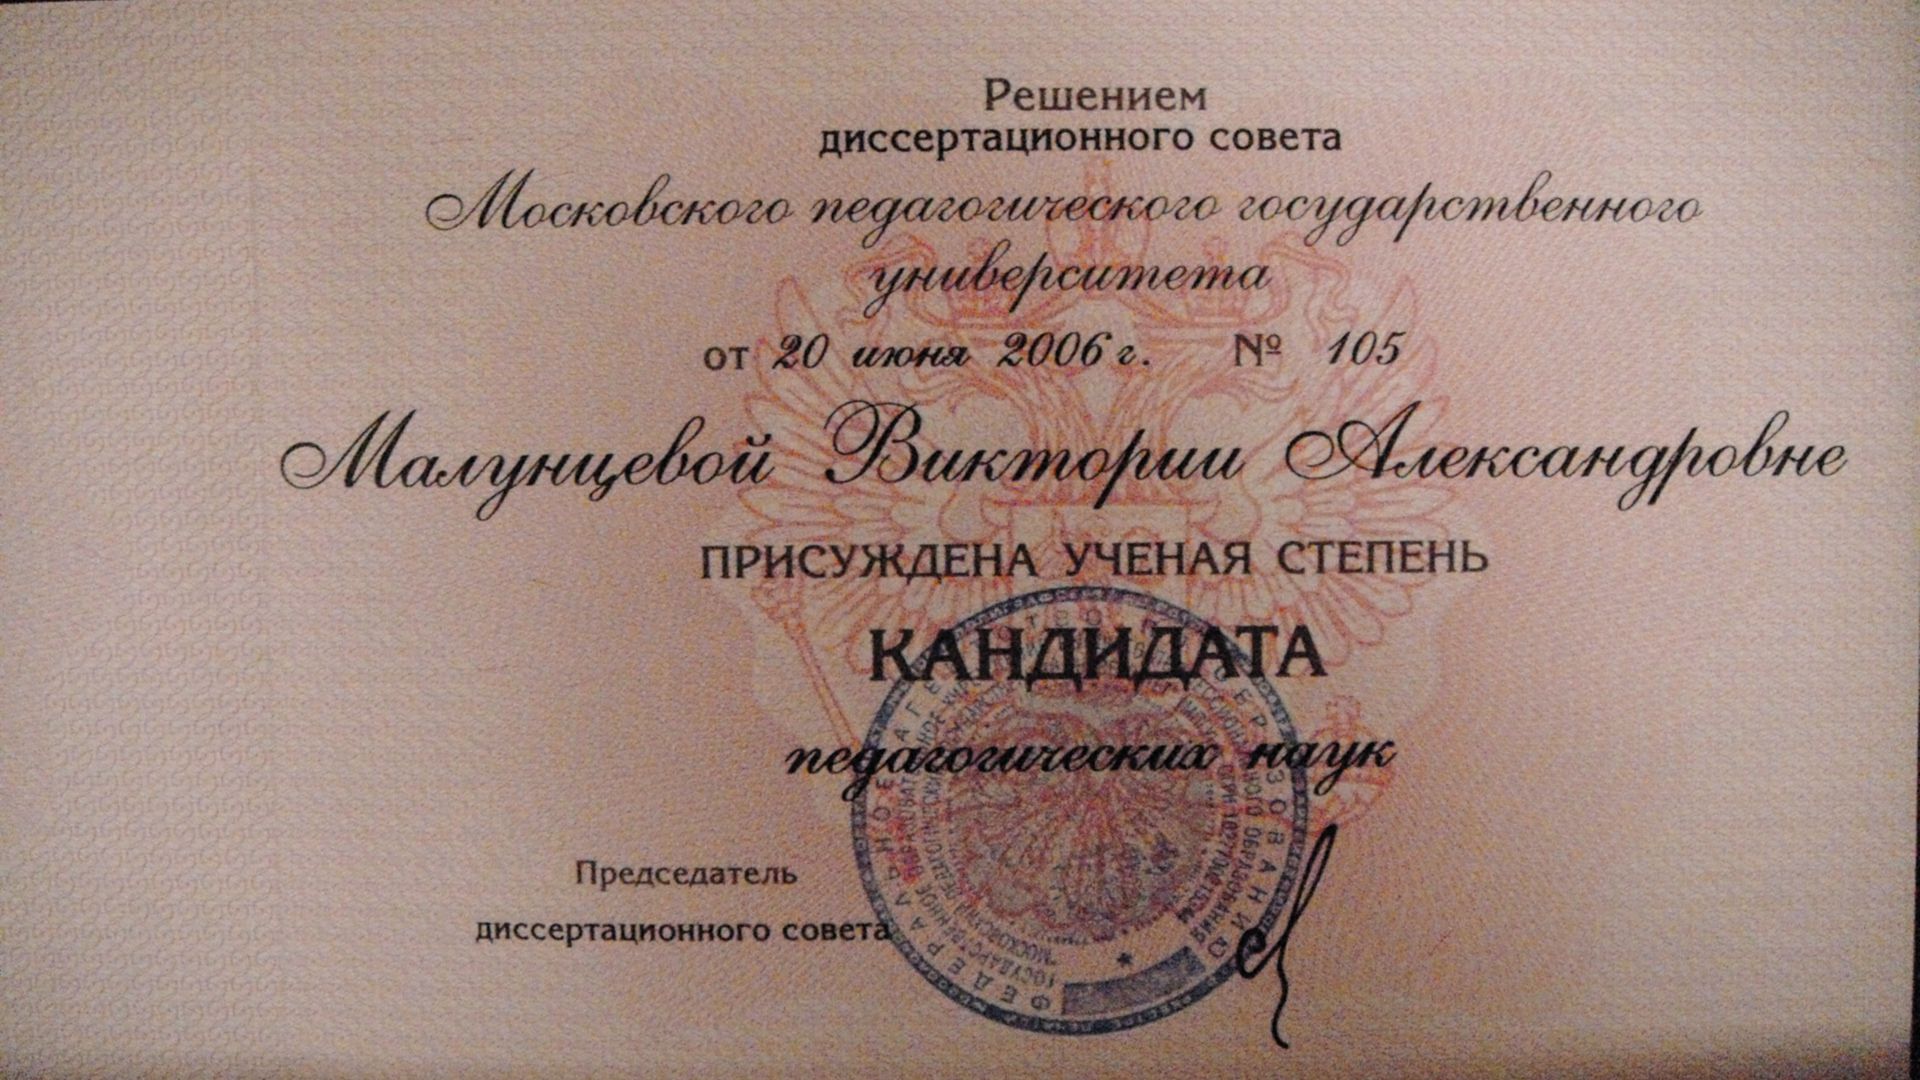 Решением
диссертационного совета
Московского педагогического государственного
университета
от 20 июня 2006 г. № 105
Малунцевой Виктории Александровне
ПРИСУЖДЕНА УЧЕНАЯ СТЕПЕНЬ
КАНДИДАТА
педагогических наук
Председатель
диссертационного совета